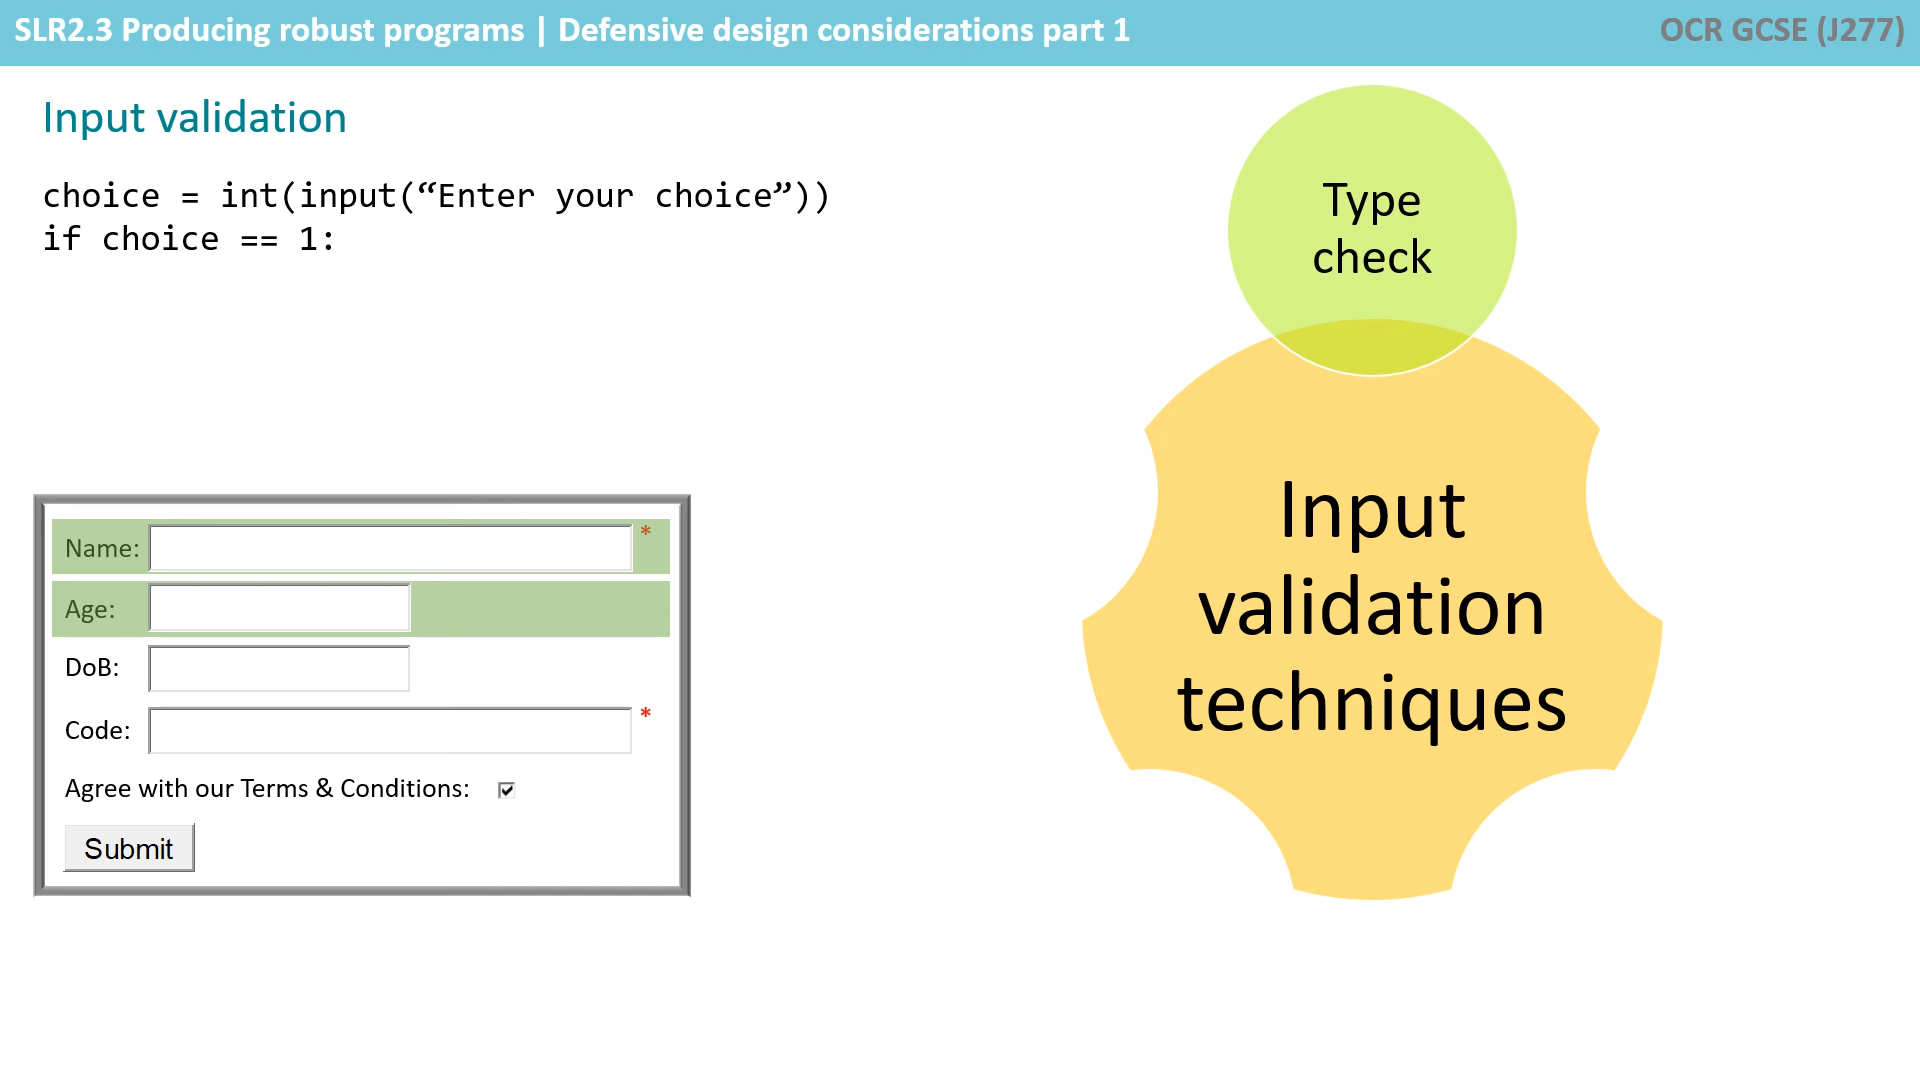 SLR2.3 Producing robust programs | Defensive design considerations part 1
OCR GCSE (J277)
Input validation
choice = int(input(“Enter your choice”))
if choice == 1:
Type
check
Input
validation
techniques
Name:
*
Age:
DoB:
Code:
*
Agree with our Terms & Conditions:
Submit